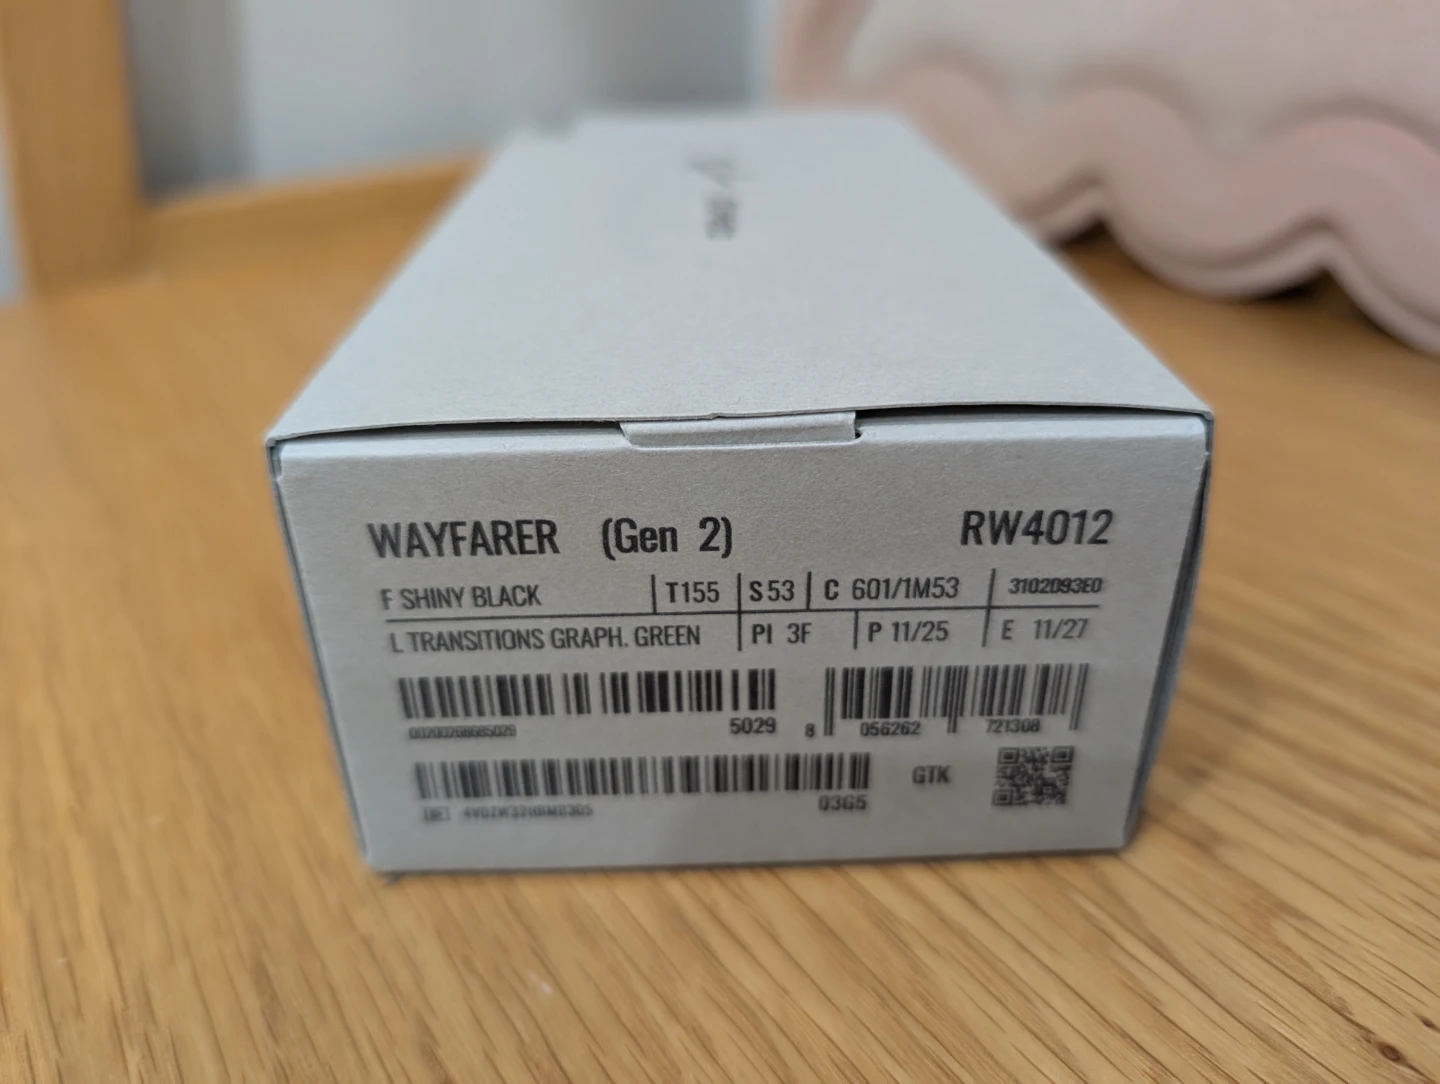 WAYFARER (Gen 2) RW4012
F SHINY BLACK T155 S 53 C 601/1M53 3102093E0
L TRANSITIONS GRAPH. GREEN PI 3F P 11/25 E 11/27
5029 8 056262 721308
GTK
03G5